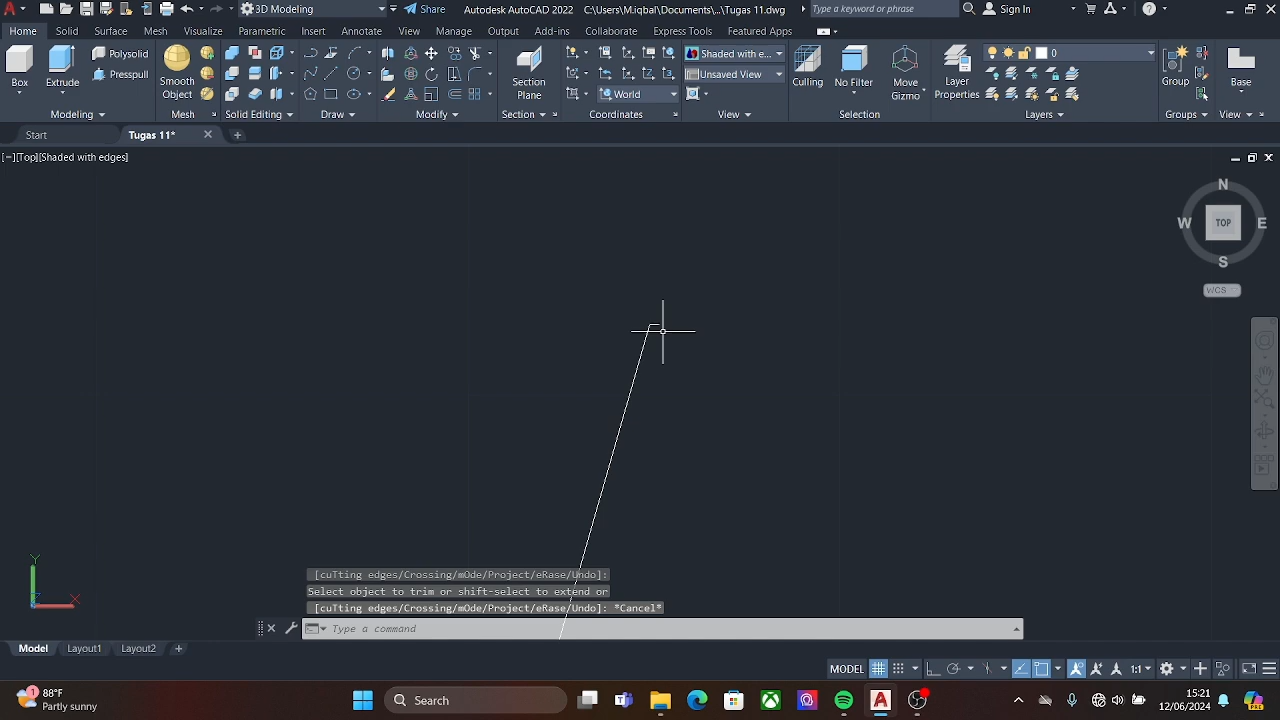 3D Modeling
Share
Autodesk AutoCAD 2022
C:\Users\Miqbal\Documents\...\Tugas 11.dwg
Type a keyword or phrase
Sign In
Home
Solid
Surface
Mesh
Visualize
Parametric
Insert
Annotate
View
Manage
Output
Add-ins
Collaborate
Express Tools
Featured Apps
Box
Extrude
Polysolid
Presspull
Smooth
Object
Section
Plane
World
Shaded with e...
Unsaved View
Culling
No Filter
Move
Gizmo
Layer
Properties
0
Group
Base
Modeling
Mesh
Solid Editing
Draw
Modify
Section
Coordinates
View
Selection
Layers
Groups
View
Start
Tugas 11*
[−][Top][Shaded with edges]
N
W
TOP
E
S
WCS
Y
X
[cuTting edges/Crossing/mOde/Project/eRase/Undo]:
Select object to trim or shift-select to extend or
[cuTting edges/Crossing/mOde/Project/eRase/Undo]: *Cancel*
Type a command
Model
Layout1
Layout2
MODEL
1:1
1
88°F
Partly sunny
Search
15:21
12/06/2024
PRE